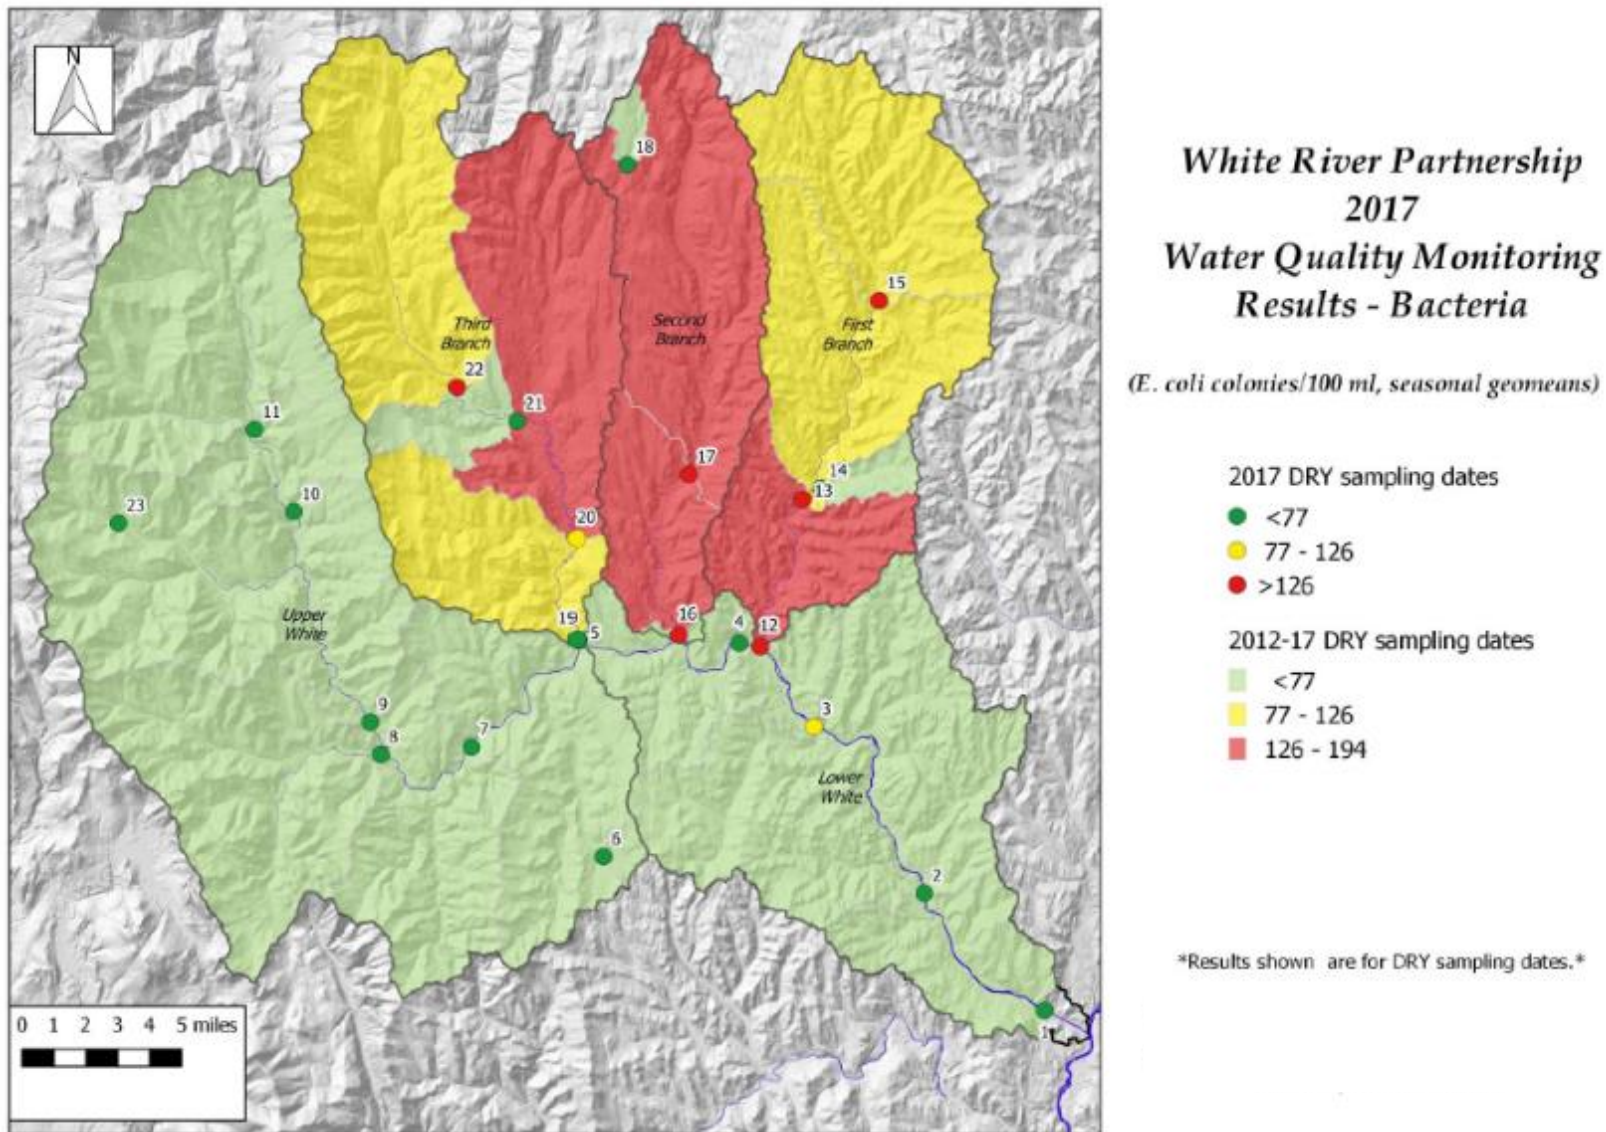 N
White River Partnership
2017
Water Quality Monitoring
Results - Bacteria
(E. coli colonies/100 ml, seasonal geomeans)
2017 DRY sampling dates
<77
77 - 126
>126
2012-17 DRY sampling dates
<77
77 - 126
126 - 194
*Results shown are for DRY sampling dates.*
18
15
Third
Branch
Second
Branch
First
Branch
22
21
11
17
14
13
10
23
20
Upper
White
19
5
16
4
12
9
8
7
3
Lower
White
6
2
1
0 1 2 3 4 5 miles